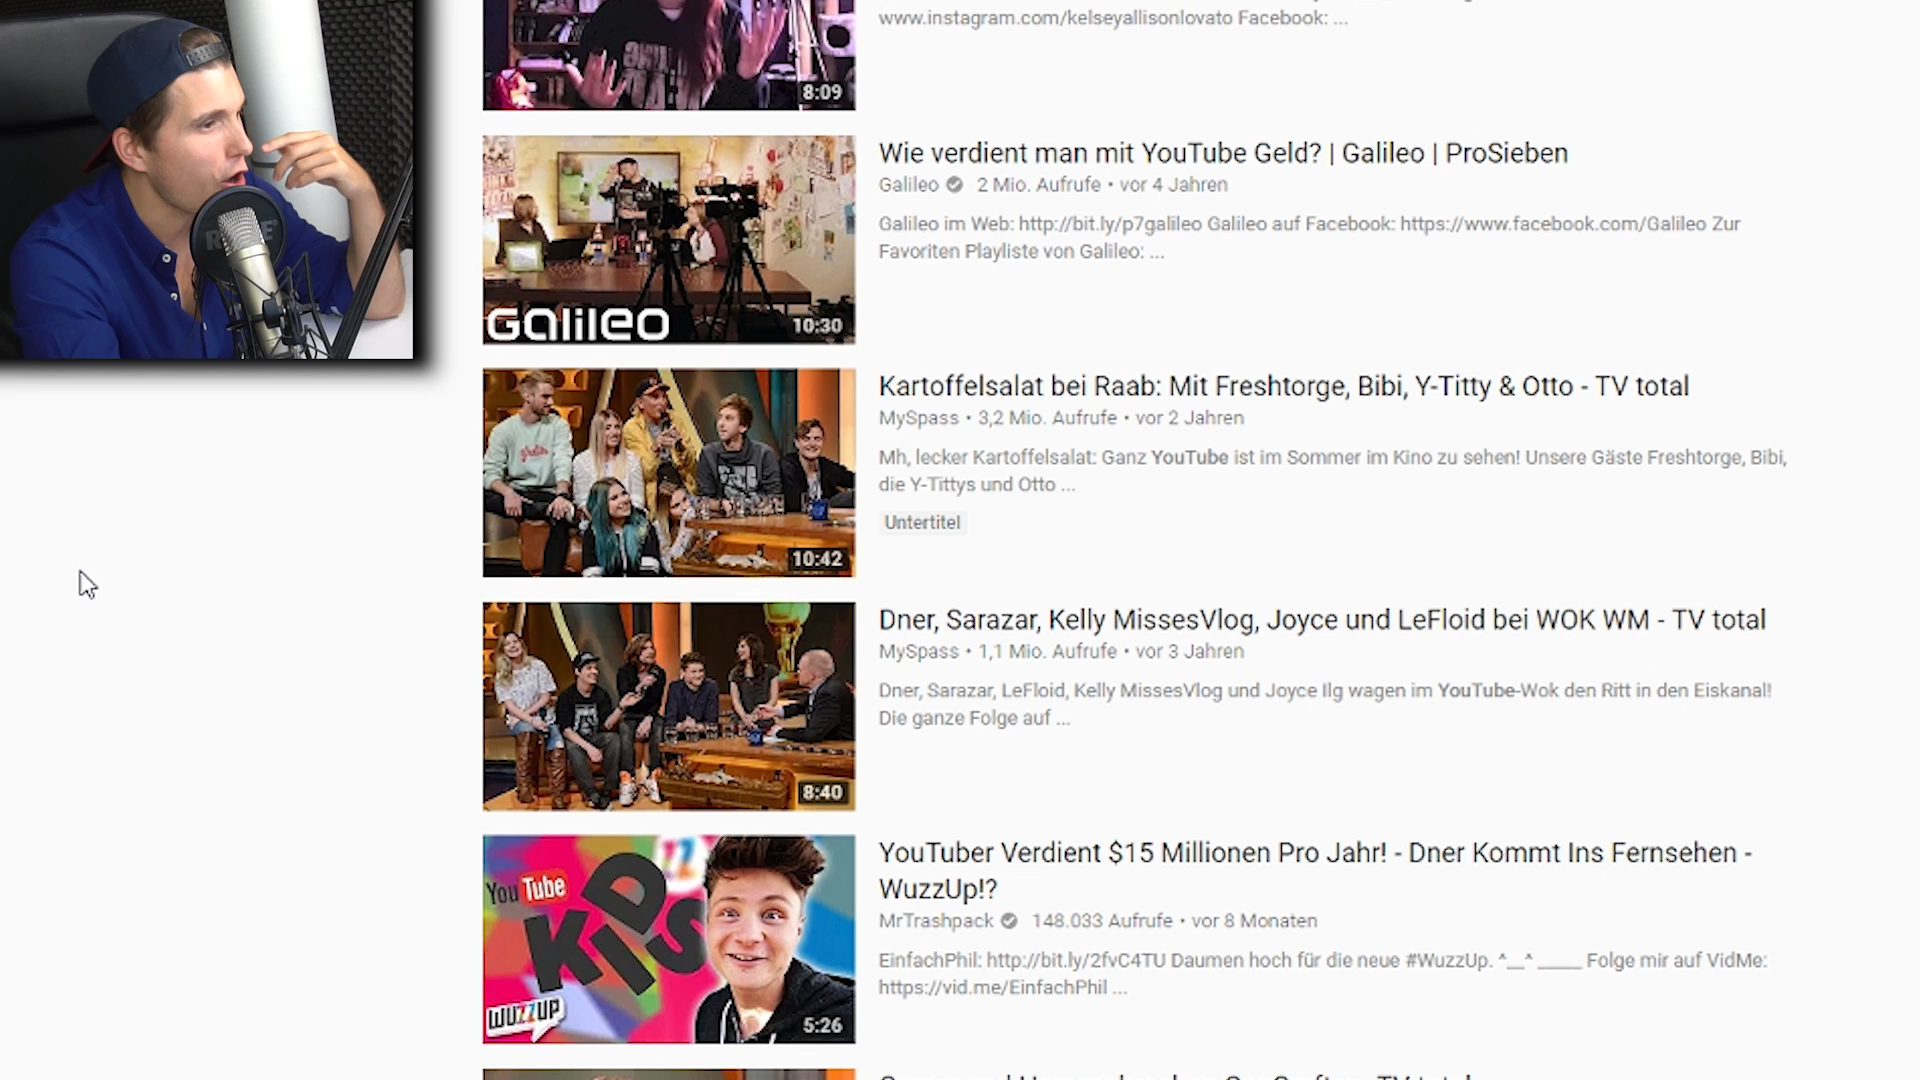 www.instagram.com/kelseyallisonlovato Facebook: ...
8:09
Wie verdient man mit YouTube Geld? | Galileo | ProSieben
Galileo 2 Mio. Aufrufe • vor 4 Jahren
Galileo im Web: http://bit.ly/p7galileo Galileo auf Facebook: https://www.facebook.com/Galileo Zur
Favoriten Playliste von Galileo: ...
Galileo
10:30
Kartoffelsalat bei Raab: Mit Freshtorge, Bibi, Y-Titty & Otto - TV total
MySpass • 3,2 Mio. Aufrufe • vor 2 Jahren
Mh, lecker Kartoffelsalat: Ganz YouTube ist im Sommer im Kino zu sehen! Unsere Gäste Freshtorge, Bibi,
die Y-Tittys und Otto ...
Untertitel
10:42
Dner, Sarazar, Kelly MissesVlog, Joyce und LeFloid bei WOK WM - TV total
MySpass • 1,1 Mio. Aufrufe • vor 3 Jahren
Dner, Sarazar, LeFloid, Kelly MissesVlog und Joyce Ilg wagen im YouTube-Wok den Ritt in den Eiskanal!
Die ganze Folge auf ...
8:40
YouTuber Verdient $15 Millionen Pro Jahr! - Dner Kommt Ins Fernsehen -
WuzzUp!?
MrTrashpack 148.033 Aufrufe • vor 8 Monaten
EinfachPhil: http://bit.ly/2fvC4TU Daumen hoch für die neue #WuzzUp. ^__^ _____ Folge mir auf VidMe:
https://vid.me/EinfachPhil ...
You Tube
KIDS
WUZZUP
5:26